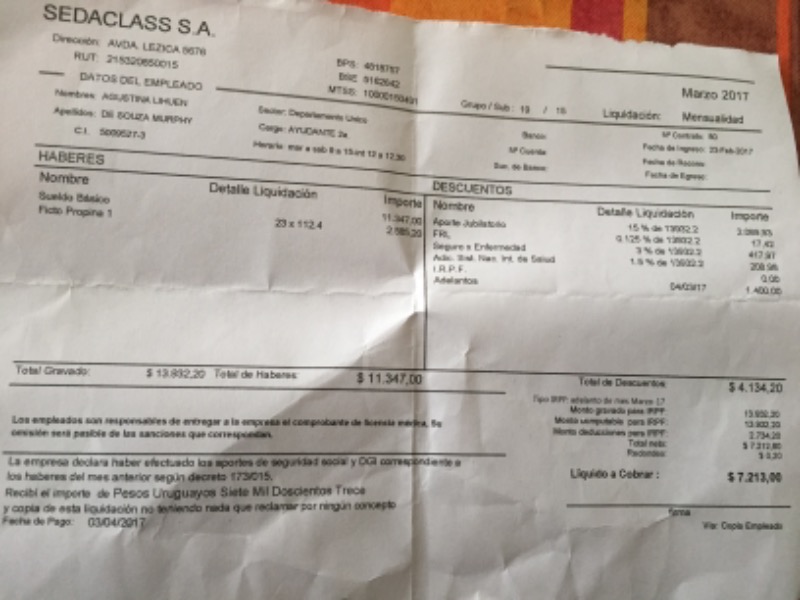 SEDACLASS S.A.
Dirección: AVDA. LEZICA 5678
RUT: 215320850015
DATOS DEL EMPLEADO
Nombres: AGUSTINA LIHUEN
Apellidos: DE SOUZA MURPHY
C.I. 5009527-3
BPS:
BSE:
MTSS:
Sector: Departamento Unico
Cargo: AYUDANTE 2a
Horario: mar a sab 8 a 15 int 12 a 12,30
Grupo / Sub : 19 /
Marzo 2017
Liquidación: Mensualidad
Banco:
Nº Cuenta:
Suc. de Banco:
Nº Contrato:
Fecha de Ingreso: 23-Feb-2017
Fecha de
Fecha de Egreso:
HABERES
Nombre Detalle Liquidación Importe
Sueldo Básico 11.347,00
Ficto Propina 1 23 x 112.4 2.585,20
DESCUENTOS
Nombre Detalle Liquidación Importe
Aporte Jubilatorio 15 % de 13932.2 2.089,83
FRL 0.125 % de 13932.2 17,42
Seguro x Enfermedad 3 % de 13932.2 417,97
Adic. Sist. Nac. Int. de Salud 1.5 % de 13932.2 208,98
I.R.P.F. 0,00
Adelantos 04/03/17 1.400,00
Total Gravado: $ 13.932,20 Total de Haberes: $ 11.347,00
Total de Descuentos: $ 4.134,20
Tipo IRPF: adelanto de mes Marzo 17
Monto gravado para IRPF: 13.932,20
Monto computable para IRPF: 13.932,20
Monto deducciones para IRPF: 2.734,20
Total neto: $ 7.212,80
Redondeo: $ 0,20
Líquido a Cobrar : $ 7.213,00
Los empleados son responsables de entregar a la empresa el comprobante de licencia médica. Su
omisión será pasible de las sanciones que correspondan.
La empresa declara haber efectuado los aportes de seguridad social y DGI correspondiente a
los haberes del mes anterior según decreto 173/015.
Recibí el importe de Pesos Uruguayos Siete Mil Doscientos Trece
y copia de esta liquidación no teniendo nada que reclamar por ningún concepto
Fecha de Pago: 03/04/2017
firma
Vía: Copia Empleado